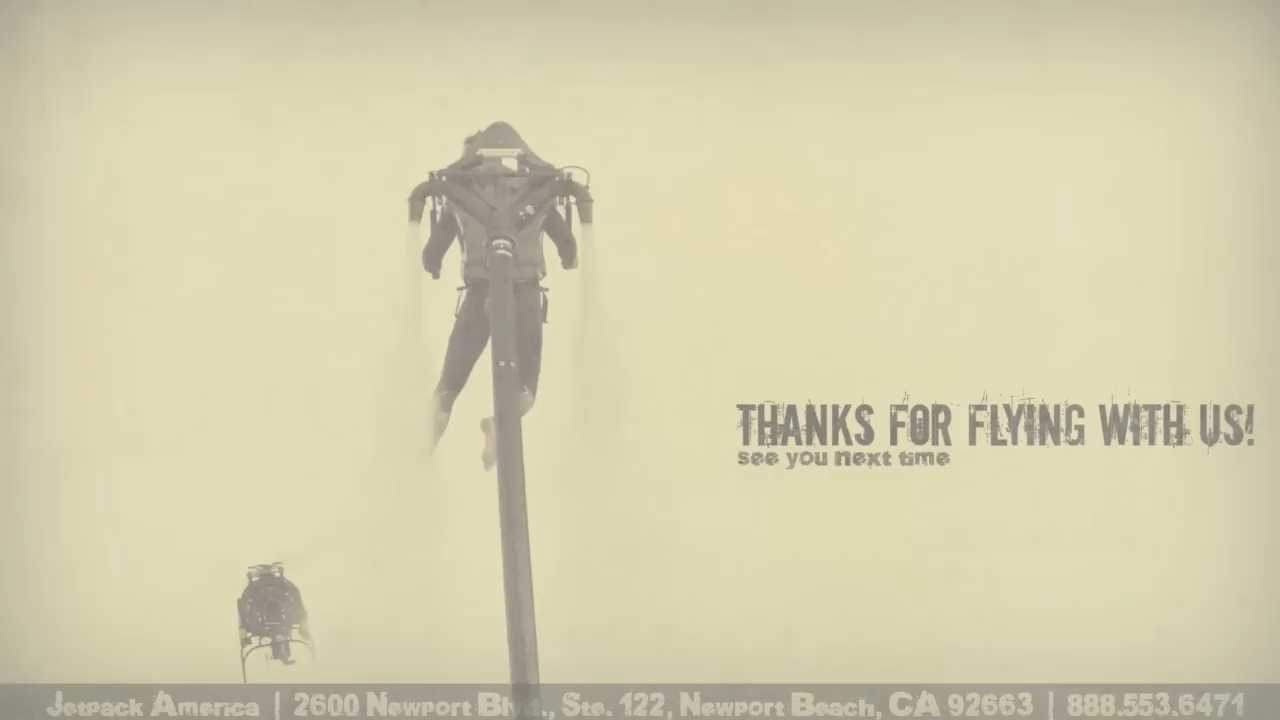 THANKS FOR FLYING WITH US!
see you next time
Jetpack America | 2600 Newport Blvd., Ste. 122, Newport Beach, CA 92663 | 888.553.6471